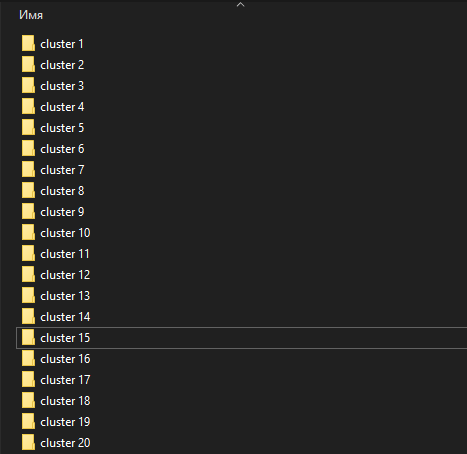 Имя
cluster 1
cluster 2
cluster 3
cluster 4
cluster 5
cluster 6
cluster 7
cluster 8
cluster 9
cluster 10
cluster 11
cluster 12
cluster 13
cluster 14
cluster 15
cluster 16
cluster 17
cluster 18
cluster 19
cluster 20